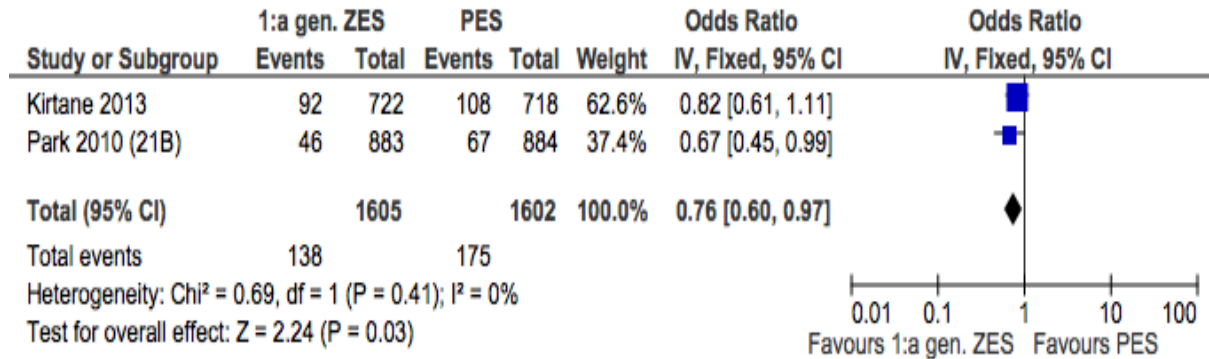 1:a gen. ZES PES Odds Ratio Odds Ratio
Study or Subgroup Events Total Events Total Weight IV, Fixed, 95% CI IV, Fixed, 95% CI
Kirtane 2013 92 722 108 718 62.6% 0.82 [0.61, 1.11]
Park 2010 (21B) 46 883 67 884 37.4% 0.67 [0.45, 0.99]
Total (95% CI) 1605 1602 100.0% 0.76 [0.60, 0.97]
Total events 138 175
Heterogeneity: Chi² = 0.69, df = 1 (P = 0.41); I² = 0%
Test for overall effect: Z = 2.24 (P = 0.03)
0.01 0.1 1 10 100
Favours 1:a gen. ZES Favours PES